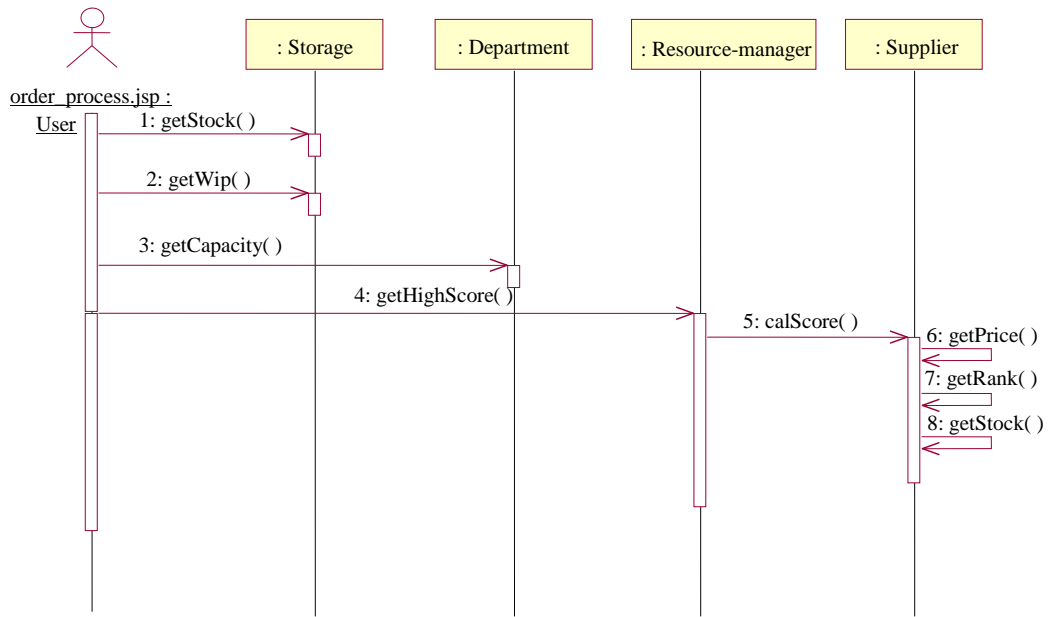 : Storage
: Department
: Resource-manager
: Supplier
order_process.jsp :
User
1: getStock( )
2: getWip( )
3: getCapacity( )
4: getHighScore( )
5: calScore( )
6: getPrice( )
7: getRank( )
8: getStock( )